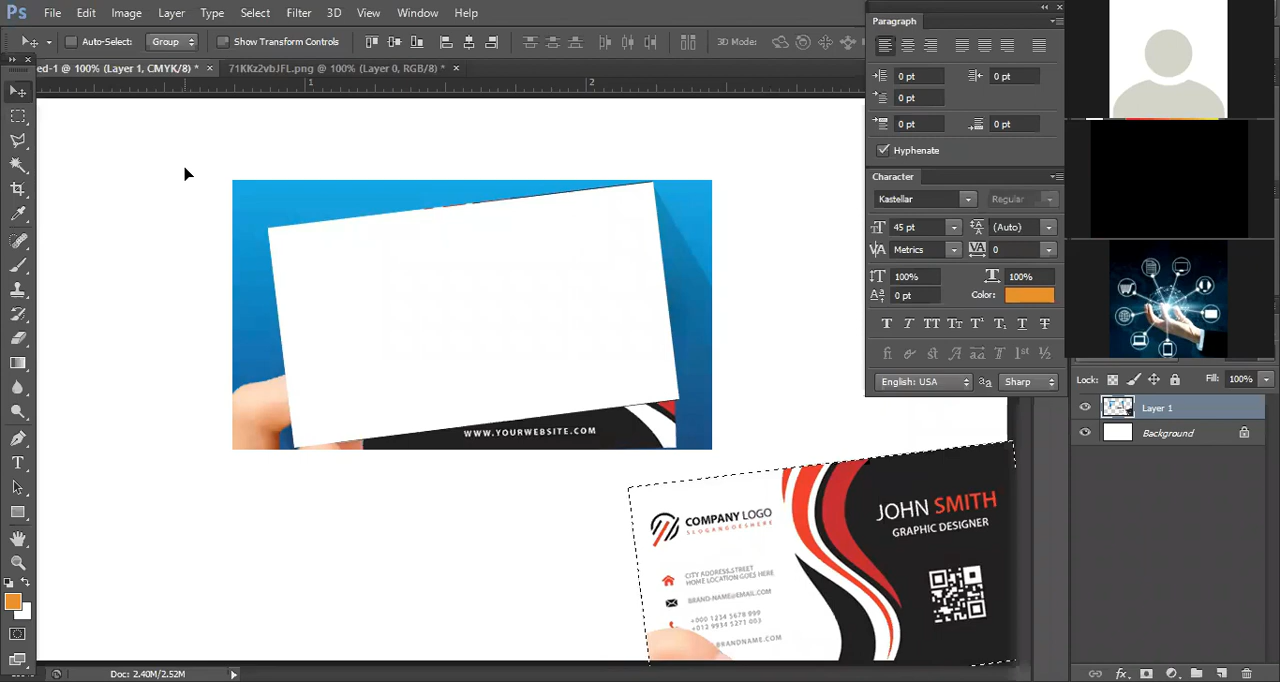 Ps File Edit Image Layer Type Select Filter 3D View Window Help
Auto-Select: Group Show Transform Controls 3D Mode:
ed-1 @ 100% (Layer 1, CMYK/8) * × 71KKz2vbJFL.png @ 100% (Layer 0, RGB/8) * ×
1 2
Paragraph
0 pt 0 pt
0 pt
0 pt 0 pt
Hyphenate
Character
Kastellar Regular
45 pt (Auto)
Metrics 0
100% 100%
0 pt Color:
English: USA Sharp
Lock: Fill: 100%
Layer 1
Background
WWW.YOURWEBSITE.COM
COMPANY LOGO
SLOGANGOESHERE
CITY ADDRESS,STREET
HOME LOCATION GOES HERE
BRAND-NAME@EMAIL.COM
+000 1234 5678 899
+012 9934 5271 003
BRANDNAME.COM
JOHN SMITH
GRAPHIC DESIGNER
Doc: 2.40M/2.52M